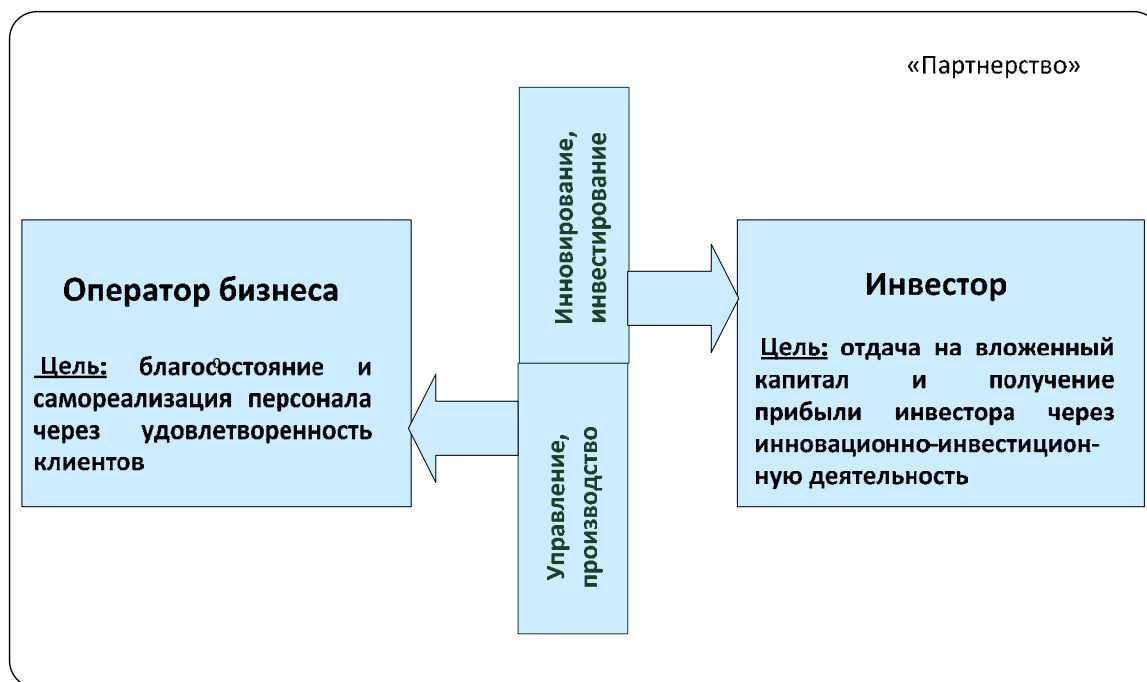 «Партнерство»
Инновирование,
инвестирование
Управление,
производство
Оператор бизнеса
Цель: благосостояние и
самореализация персонала
через удовлетворенность
клиентов
Инвестор
Цель: отдача на вложенный
капитал и получение
прибыли инвестора через
инновационно-инвестицион-
ную деятельность